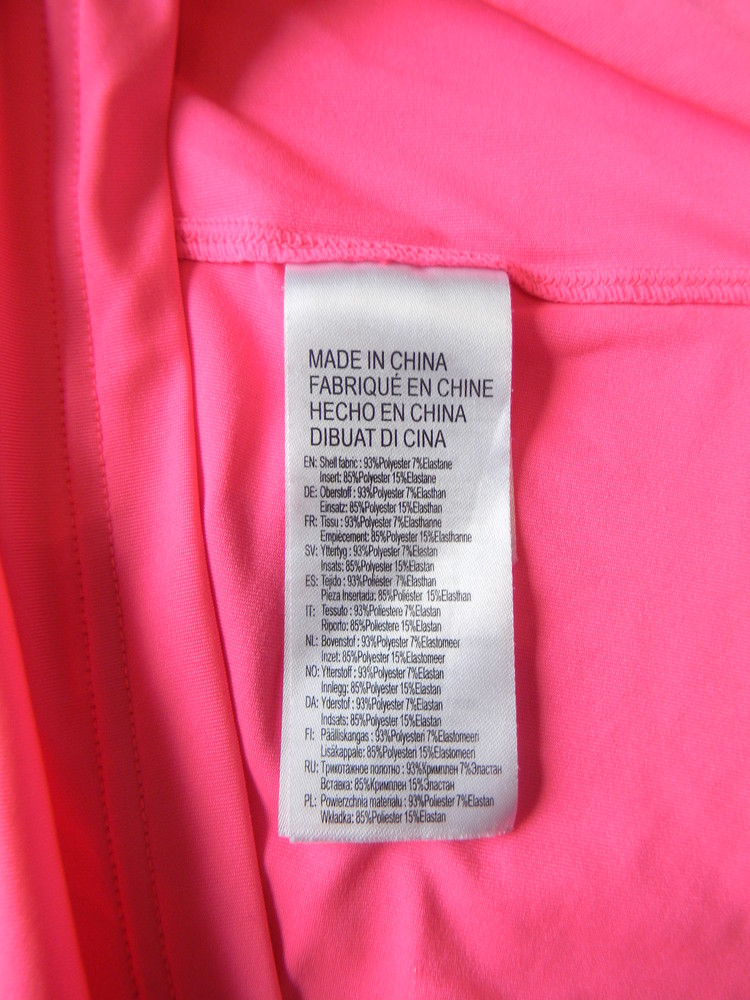 MADE IN CHINA
FABRIQUÉ EN CHINE
HECHO EN CHINA
DIBUAT DI CINA
EN: Shell fabric : 93%Polyester 7%Elastane
Insert: 85%Polyester 15%Elastane
DE: Oberstoff : 93%Polyester 7%Elasthan
Einsatz: 85%Polyester 15%Elasthan
FR: Tissu : 93%Polyester 7%Elasthanne
Empiècement: 85%Polyester 15%Elasthanne
SV: Yttertyg : 93%Polyester 7%Elastan
Insats: 85%Polyester 15%Elastan
ES: Tejido : 93%Poliéster 7%Elasthan
Pieza Insertada: 85%Poliéster 15%Elasthan
IT: Tessuto : 93%Poliestere 7%Elastan
Riporto: 85%Poliestere 15%Elastan
NL: Bovenstof : 93%Polyester 7%Elastomeer
Inzet: 85%Polyester 15%Elastomeer
NO: Ytterstoff : 93%Polyester 7%Elastan
Innlegg: 85%Polyester 15%Elastan
DA: Yderstof : 93%Polyester 7%Elastan
Indsats: 85%Polyester 15%Elastan
FI: Päälliskangas : 93%Polyesteri 7%Elastomeeri
Lisäkappale: 85%Polyesteri 15%Elastomeeri
RU: Трикотажное полотно : 93%Кримплен 7%Эластан
Вставка: 85%Кримплен 15%Эластан
PL: Powierzchnia materiału : 93%Poliester 7%Elastan
Wkładka: 85%Poliester 15%Elastan